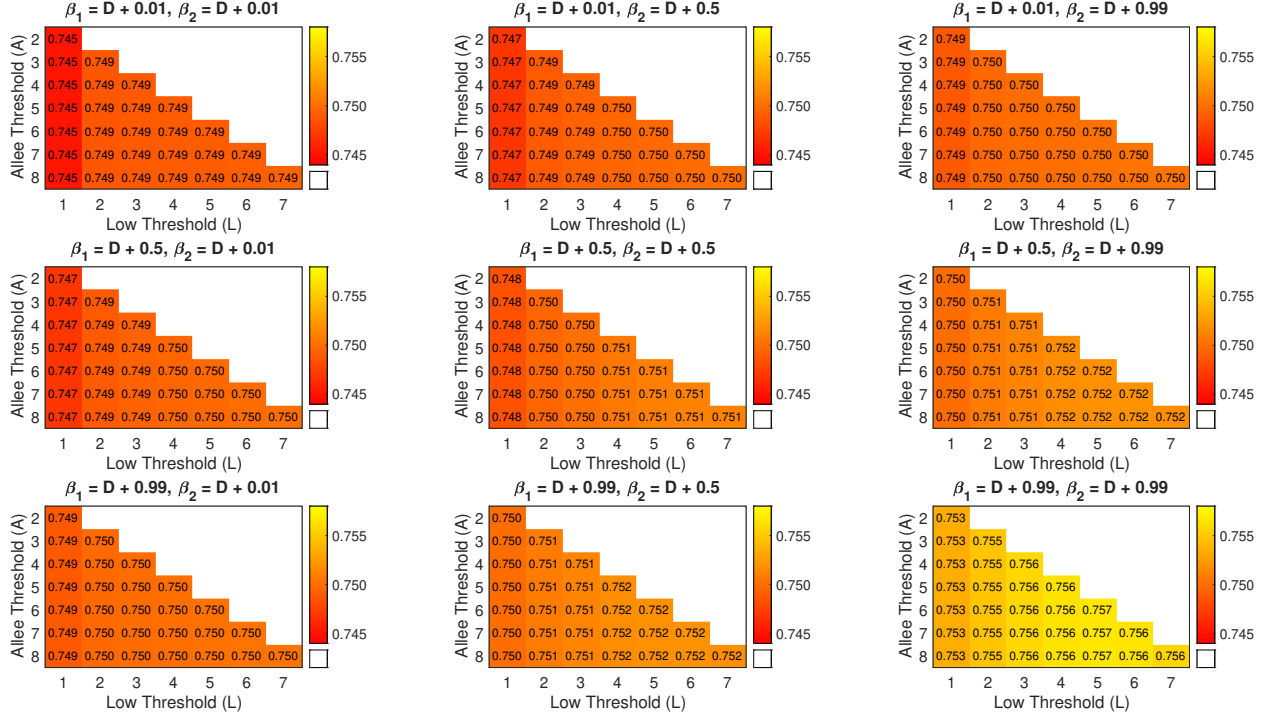 β1 = D + 0.01, β2 = D + 0.01
Allee Threshold (A)
2 0.745
3 0.745 0.749
4 0.745 0.749 0.749
5 0.745 0.749 0.749 0.749
6 0.745 0.749 0.749 0.749 0.749
7 0.745 0.749 0.749 0.749 0.749 0.749
8 0.745 0.749 0.749 0.749 0.749 0.749 0.749
1 2 3 4 5 6 7
Low Threshold (L)
0.755
0.750
0.745
β1 = D + 0.01, β2 = D + 0.5
Allee Threshold (A)
2 0.747
3 0.747 0.749
4 0.747 0.749 0.749
5 0.747 0.749 0.749 0.750
6 0.747 0.749 0.749 0.750 0.750
7 0.747 0.749 0.749 0.750 0.750 0.750
8 0.747 0.749 0.749 0.750 0.750 0.750 0.750
1 2 3 4 5 6 7
Low Threshold (L)
0.755
0.750
0.745
β1 = D + 0.01, β2 = D + 0.99
Allee Threshold (A)
2 0.749
3 0.749 0.750
4 0.749 0.750 0.750
5 0.749 0.750 0.750 0.750
6 0.749 0.750 0.750 0.750 0.750
7 0.749 0.750 0.750 0.750 0.750 0.750
8 0.749 0.750 0.750 0.750 0.750 0.750 0.750
1 2 3 4 5 6 7
Low Threshold (L)
0.755
0.750
0.745
β1 = D + 0.5, β2 = D + 0.01
Allee Threshold (A)
2 0.747
3 0.747 0.749
4 0.747 0.749 0.749
5 0.747 0.749 0.749 0.750
6 0.747 0.749 0.749 0.750 0.750
7 0.747 0.749 0.749 0.750 0.750 0.750
8 0.747 0.749 0.749 0.750 0.750 0.750 0.750
1 2 3 4 5 6 7
Low Threshold (L)
0.755
0.750
0.745
β1 = D + 0.5, β2 = D + 0.5
Allee Threshold (A)
2 0.748
3 0.748 0.750
4 0.748 0.750 0.750
5 0.748 0.750 0.750 0.751
6 0.748 0.750 0.750 0.751 0.751
7 0.748 0.750 0.750 0.751 0.751 0.751
8 0.748 0.750 0.750 0.751 0.751 0.751 0.751
1 2 3 4 5 6 7
Low Threshold (L)
0.755
0.750
0.745
β1 = D + 0.5, β2 = D + 0.99
Allee Threshold (A)
2 0.750
3 0.750 0.751
4 0.750 0.751 0.751
5 0.750 0.751 0.751 0.752
6 0.750 0.751 0.751 0.752 0.752
7 0.750 0.751 0.751 0.752 0.752 0.752
8 0.750 0.751 0.751 0.752 0.752 0.752 0.752
1 2 3 4 5 6 7
Low Threshold (L)
0.755
0.750
0.745
β1 = D + 0.99, β2 = D + 0.01
Allee Threshold (A)
2 0.749
3 0.749 0.750
4 0.749 0.750 0.750
5 0.749 0.750 0.750 0.750
6 0.749 0.750 0.750 0.750 0.750
7 0.749 0.750 0.750 0.750 0.750 0.750
8 0.749 0.750 0.750 0.750 0.750 0.750 0.750
1 2 3 4 5 6 7
Low Threshold (L)
0.755
0.750
0.745
β1 = D + 0.99, β2 = D + 0.5
Allee Threshold (A)
2 0.750
3 0.750 0.751
4 0.750 0.751 0.751
5 0.750 0.751 0.751 0.752
6 0.750 0.751 0.751 0.752 0.752
7 0.750 0.751 0.751 0.752 0.752 0.752
8 0.750 0.751 0.751 0.752 0.752 0.752 0.752
1 2 3 4 5 6 7
Low Threshold (L)
0.755
0.750
0.745
β1 = D + 0.99, β2 = D + 0.99
Allee Threshold (A)
2 0.753
3 0.753 0.755
4 0.753 0.755 0.756
5 0.753 0.755 0.756 0.756
6 0.753 0.755 0.756 0.756 0.757
7 0.753 0.755 0.756 0.756 0.757 0.756
8 0.753 0.755 0.756 0.756 0.757 0.756 0.756
1 2 3 4 5 6 7
Low Threshold (L)
0.755
0.750
0.745